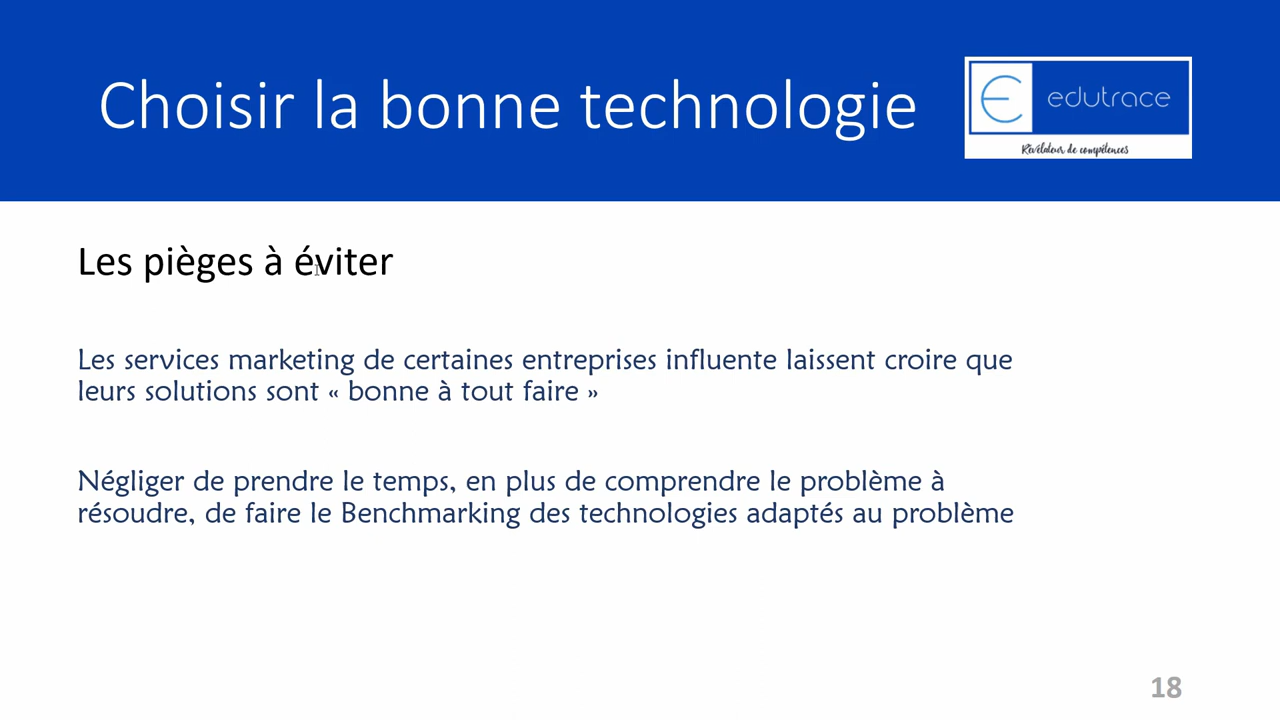 Choisir la bonne technologie
edutrace
Révélateur de compétences
Les pièges à éviter
Les services marketing de certaines entreprises influente laissent croire que
leurs solutions sont « bonne à tout faire »
Négliger de prendre le temps, en plus de comprendre le problème à
résoudre, de faire le Benchmarking des technologies adaptés au problème
18